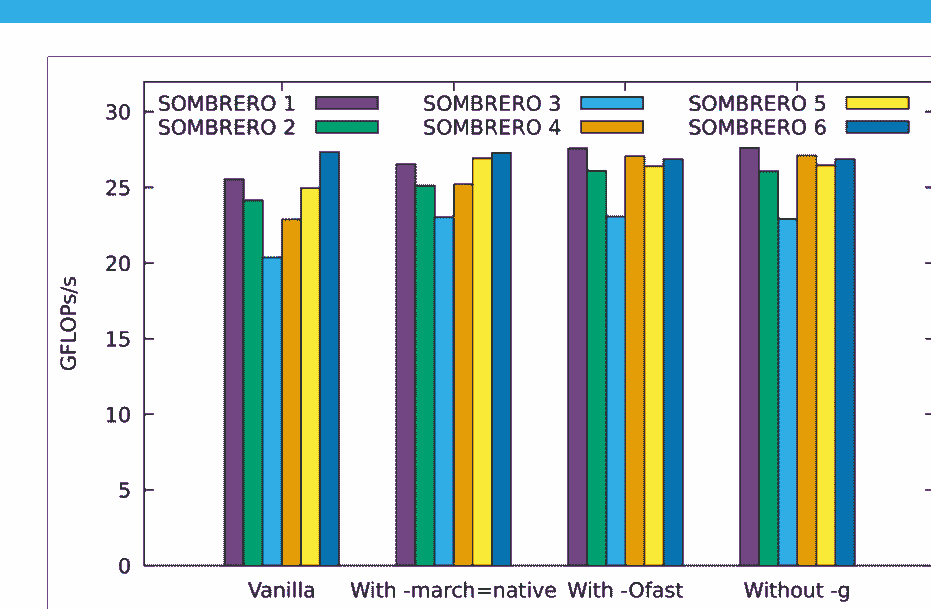 30 SOMBRERO 1 SOMBRERO 3 SOMBRERO 5
SOMBRERO 2 SOMBRERO 4 SOMBRERO 6
25
20
GFLOPs/s
15
10
5
0
Vanilla With -march=native With -Ofast Without -g